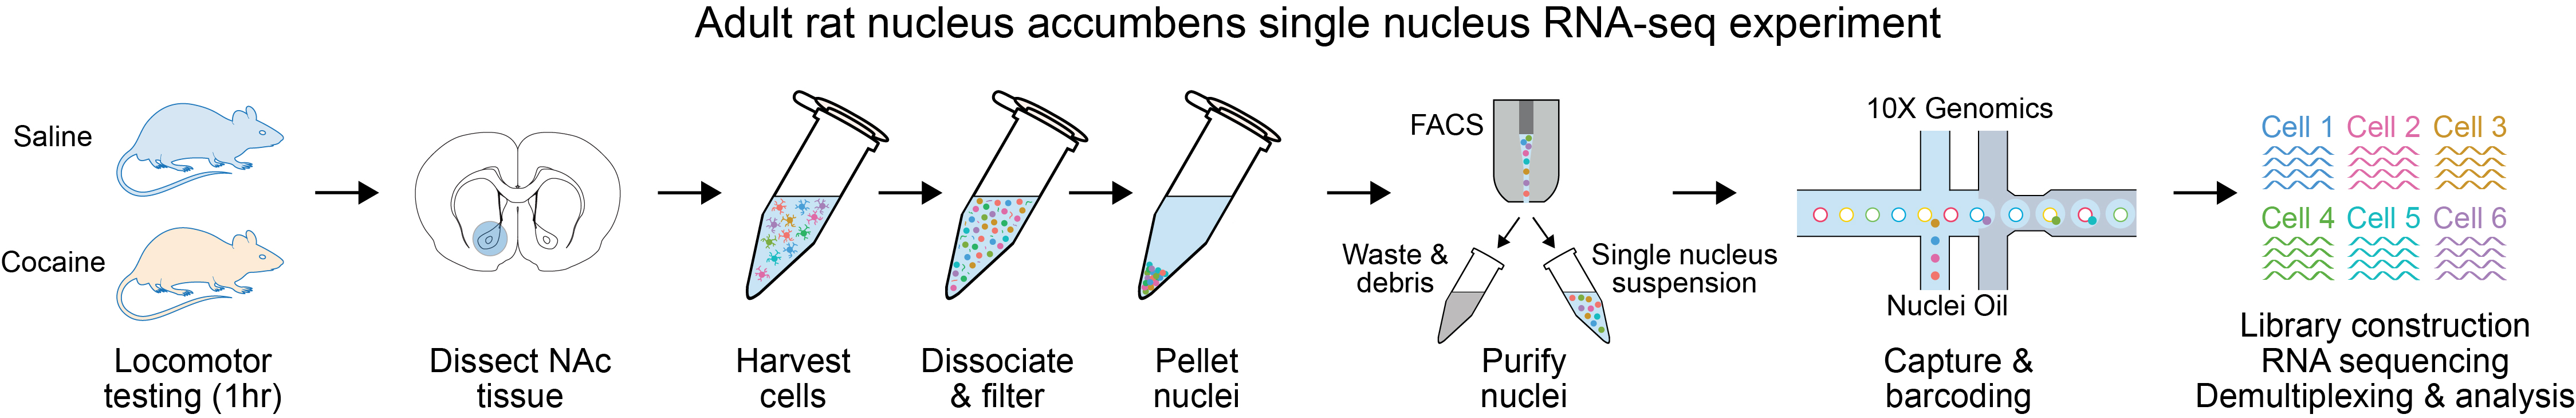 Adult rat nucleus accumbens single nucleus RNA-seq experiment
Saline
Cocaine
Locomotor
testing (1hr)
Dissect NAc
tissue
Harvest
cells
Dissociate
& filter
Pellet
nuclei
FACS
Waste &
debris
Single nucleus
suspension
Purify
nuclei
10X Genomics
Nuclei Oil
Capture &
barcoding
Cell 1 Cell 2 Cell 3
Cell 4 Cell 5 Cell 6
Library construction
RNA sequencing
Demultiplexing & analysis